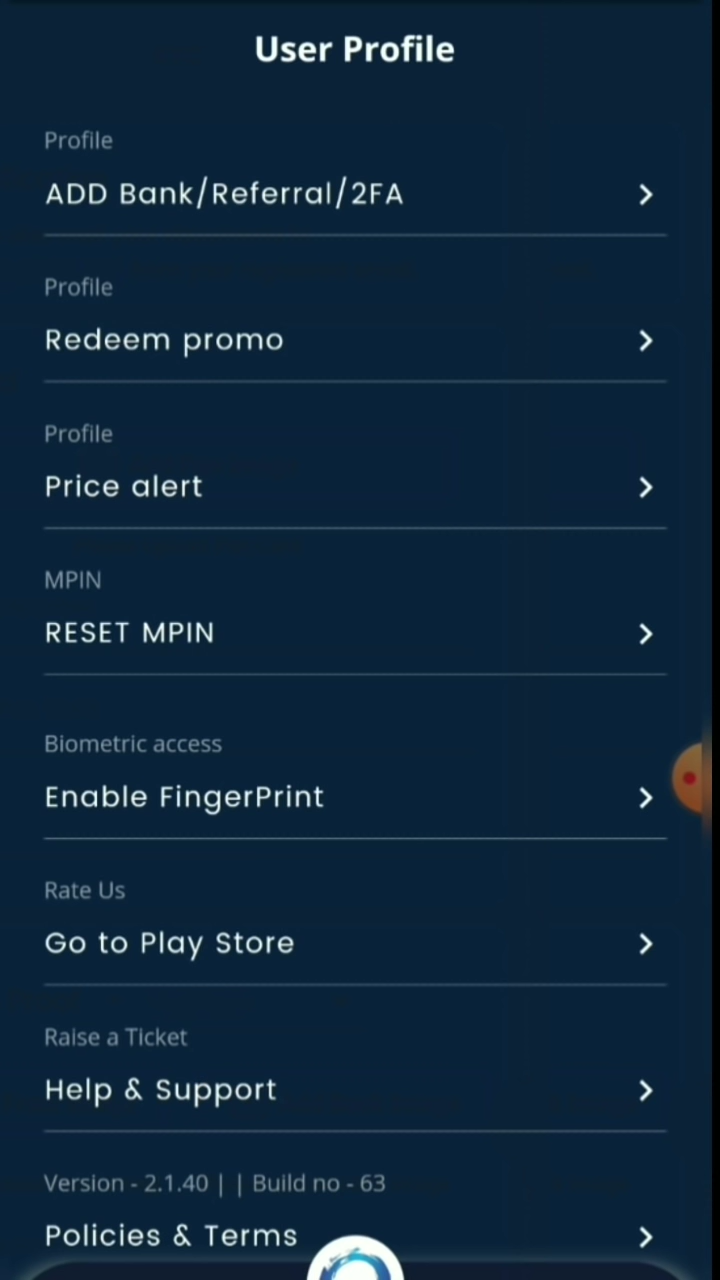 User Profile
Profile
ADD Bank/Referral/2FA
Profile
Redeem promo
Profile
Price alert
MPIN
RESET MPIN
Biometric access
Enable FingerPrint
Rate Us
Go to Play Store
Raise a Ticket
Help & Support
Version - 2.1.40 | | Build no - 63
Policies & Terms